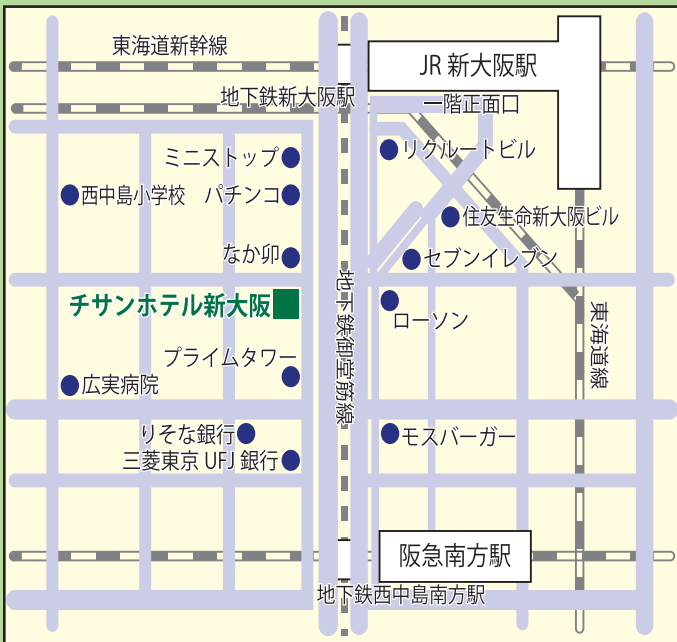 東海道新幹線
JR 新大阪駅
地下鉄新大阪駅
一階正面口
ミニストップ
リクルートビル
西中島小学校
パチンコ
住友生命新大阪ビル
なか卯
セブンイレブン
チサンホテル新大阪
地下鉄御堂筋線
ローソン
東海道線
プライムタワー
広実病院
りそな銀行
モスバーガー
三菱東京 UFJ 銀行
阪急南方駅
地下鉄西中島南方駅